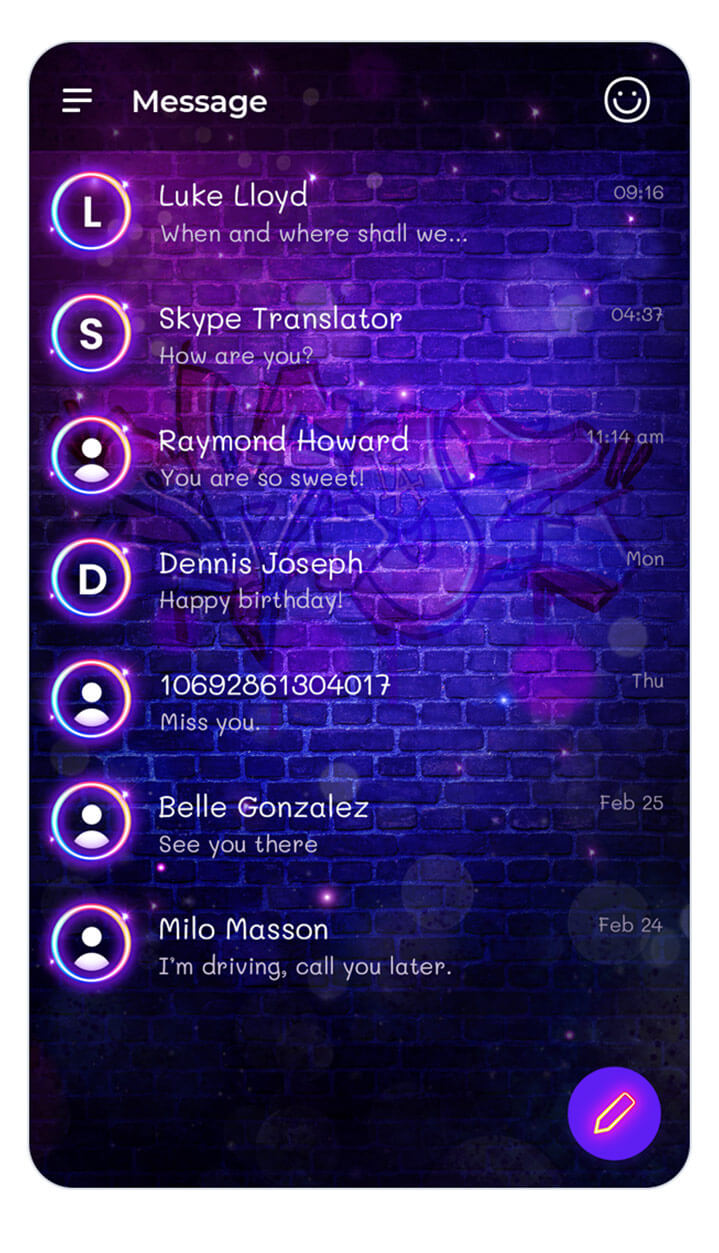 Message
L
Luke Lloyd
09:16
When and where shall we...
S
Skype Translator
04:37
How are you?
Raymond Howard
11:14 am
You are so sweet!
D
Dennis Joseph
Mon
Happy birthday!
10692861304017
Thu
Miss you.
Belle Gonzalez
Feb 25
See you there
Milo Masson
Feb 24
I'm driving, call you later.